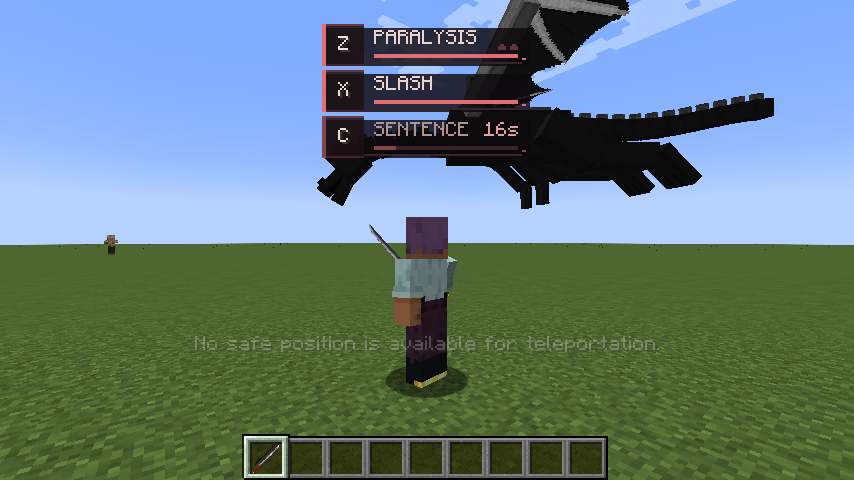 Z PARALYSIS
X SLASH
C SENTENCE 16s
No safe position is available for teleportation.